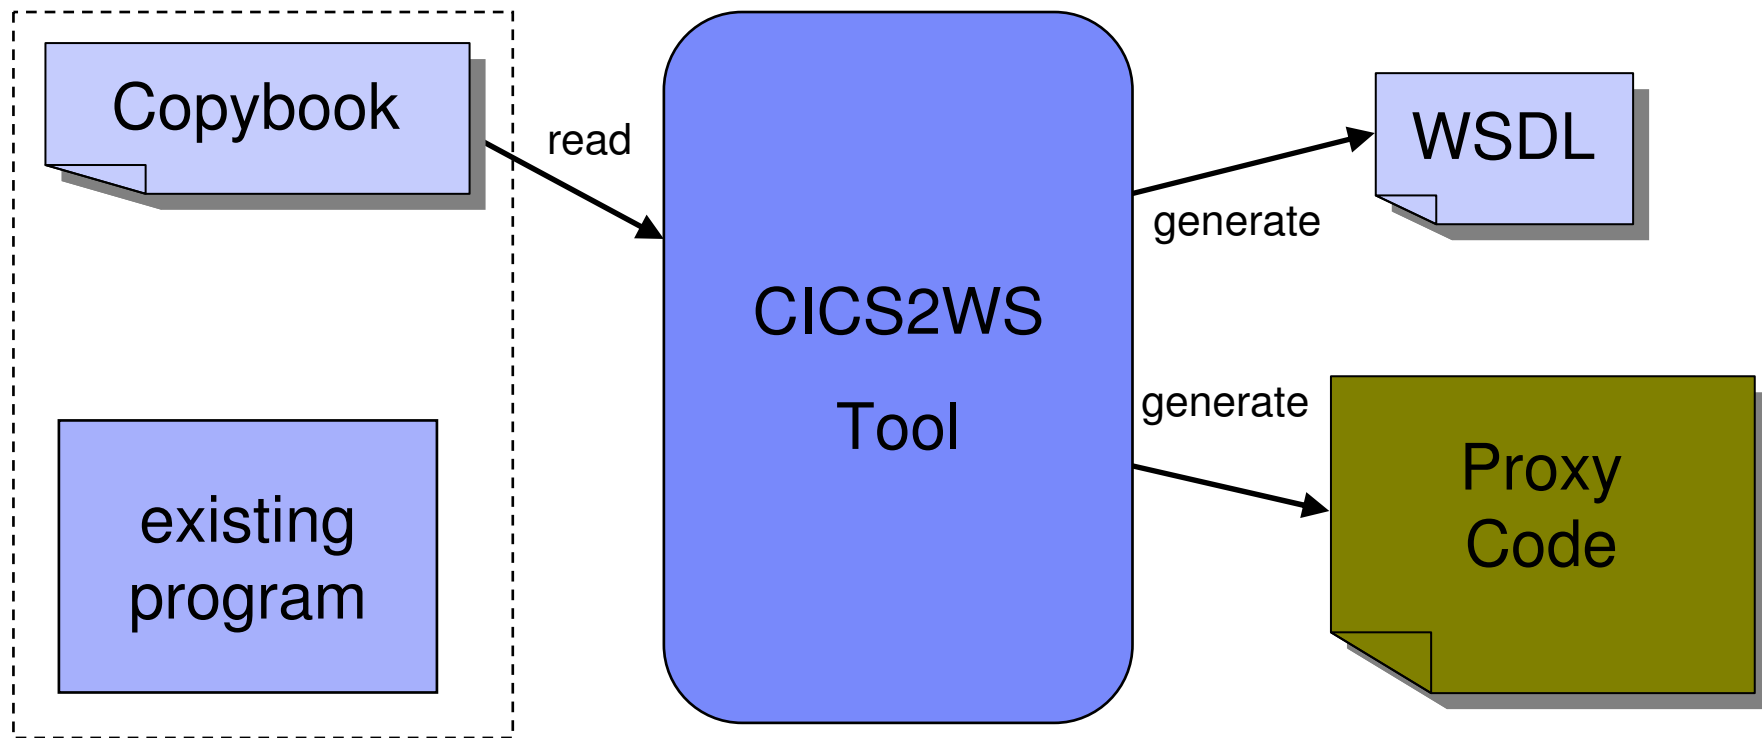 Copybook
read
existing
program
CICS2WS
Tool
generate
WSDL
generate
Proxy
Code